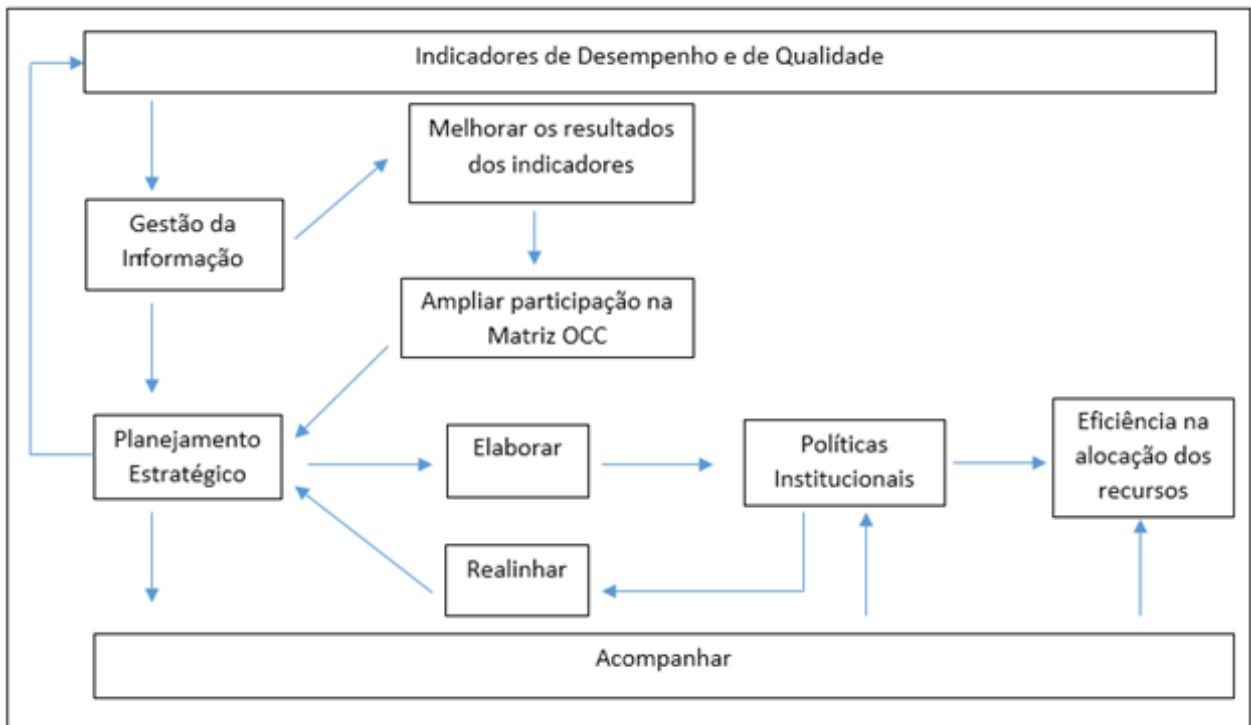 Indicadores de Desempenho e de Qualidade
Melhorar os resultados
dos indicadores
Gestão da
Informação
Ampliar participação na
Matriz OCC
Planejamento
Estratégico
Elaborar
Políticas
Institucionais
Eficiência na
alocação dos
recursos
Realinhar
Acompanhar